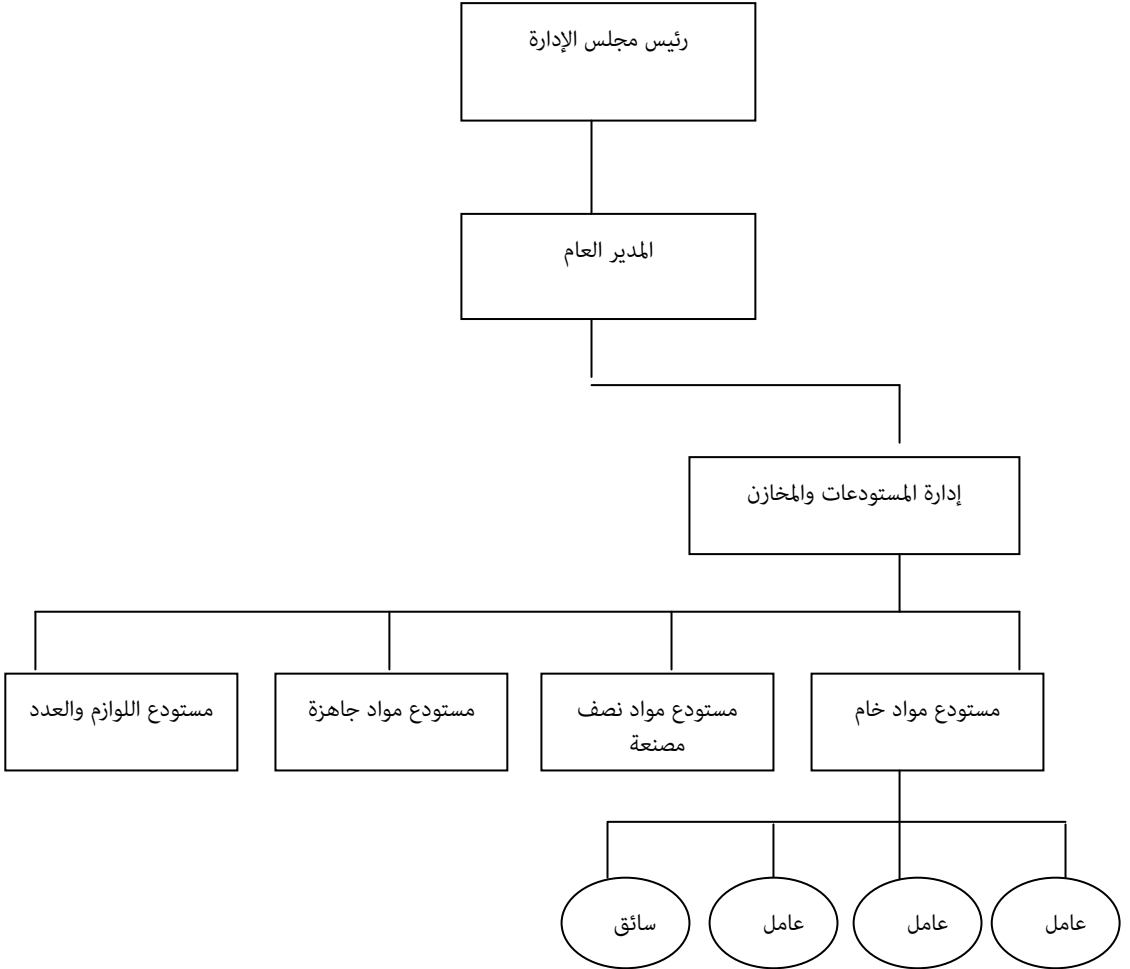 رئيس مجلس الإدارة
المدير العام
إدارة المستودعات والمخازن
مستودع مواد خام
مستودع مواد نصف
مصنعة
مستودع مواد جاهزة
مستودع اللوازم والعدد
عامل
عامل
عامل
سائق